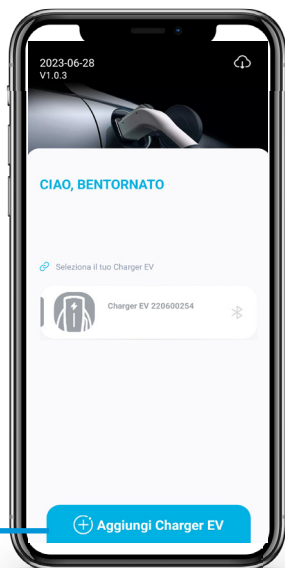 2023-06-28
V1.0.3
CIAO, BENTORNATO
Seleziona il tuo Charger EV
Charger EV 220600254
Aggiungi Charger EV